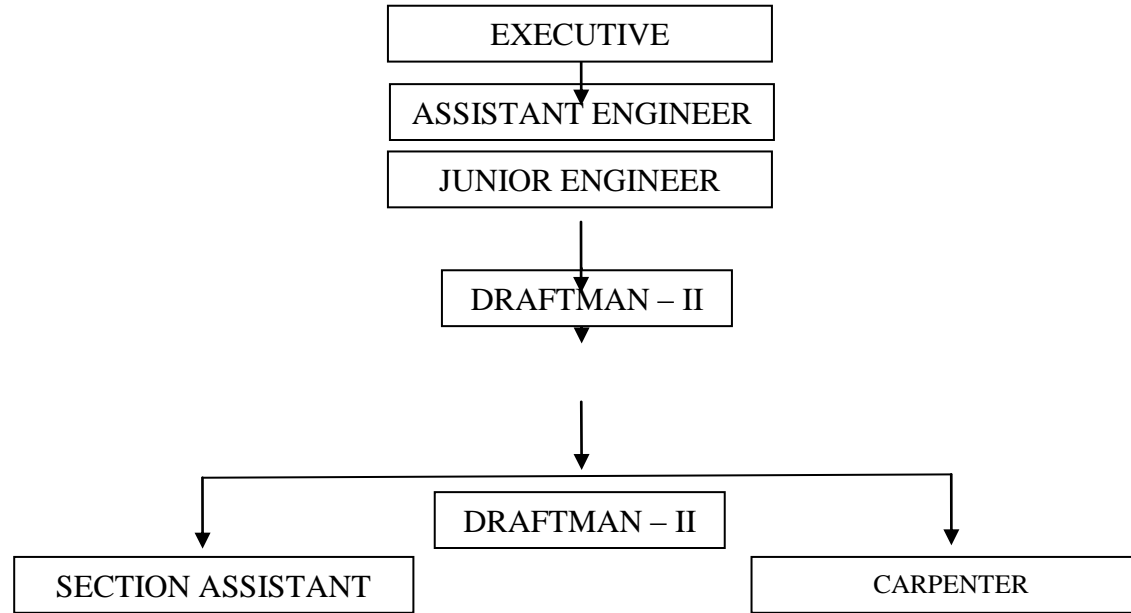 EXECUTIVE
ASSISTANT ENGINEER
JUNIOR ENGINEER
DRAFTMAN – II
DRAFTMAN – II
SECTION ASSISTANT
CARPENTER